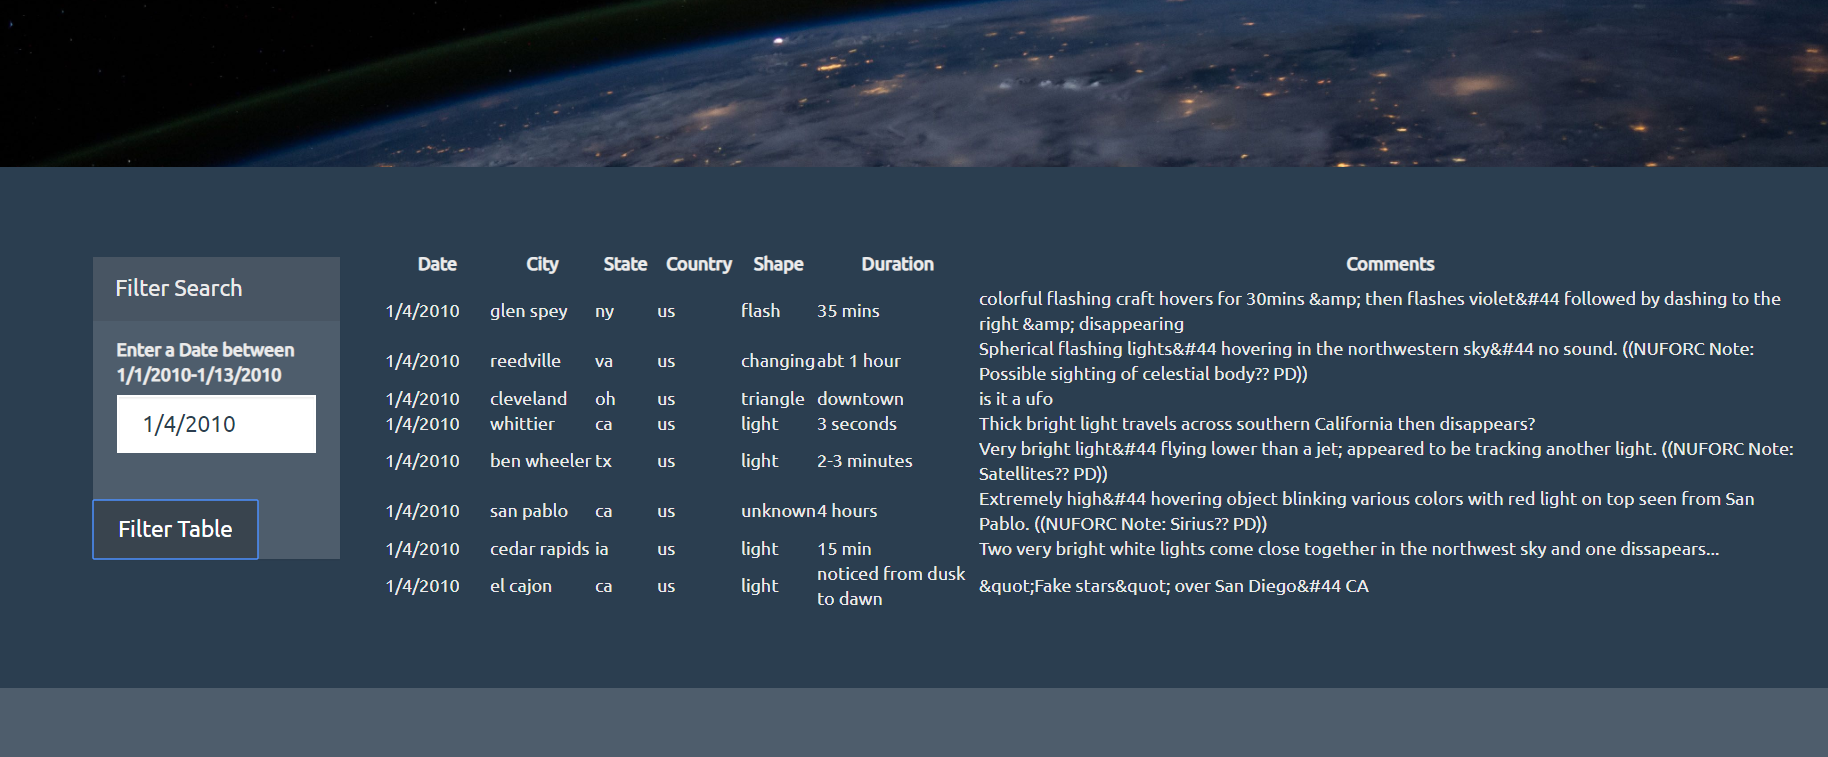 Filter Search
Enter a Date between
1/1/2010-1/13/2010
1/4/2010
Filter Table
Date City State Country Shape Duration Comments
1/4/2010 glen spey ny us flash 35 mins colorful flashing craft hovers for 30mins &amp; then flashes violet&#44 followed by dashing to the
right &amp; disappearing
1/4/2010 reedville va us changing abt 1 hour Spherical flashing lights&#44 hovering in the northwestern sky&#44 no sound. ((NUFORC Note:
Possible sighting of celestial body?? PD))
1/4/2010 cleveland oh us triangle downtown is it a ufo
1/4/2010 whittier ca us light 3 seconds Thick bright light travels across southern California then disappears?
1/4/2010 ben wheeler tx us light 2-3 minutes Very bright light&#44 flying lower than a jet; appeared to be tracking another light. ((NUFORC Note:
Satellites?? PD))
1/4/2010 san pablo ca us unknown 4 hours Extremely high&#44 hovering object blinking various colors with red light on top seen from San
Pablo. ((NUFORC Note: Sirius?? PD))
1/4/2010 cedar rapids ia us light 15 min Two very bright white lights come close together in the northwest sky and one dissapears...
1/4/2010 el cajon ca us light noticed from dusk &quot;Fake stars&quot; over San Diego&#44 CA
to dawn